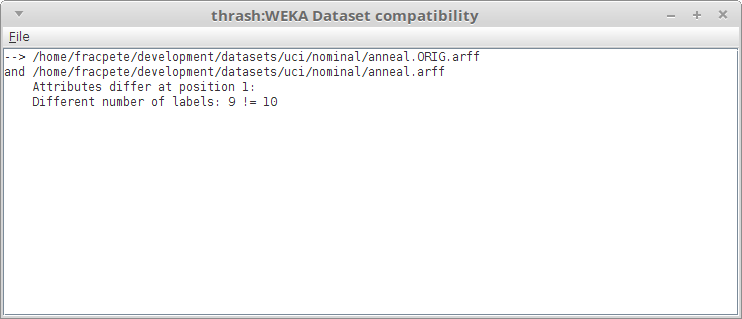 thrash:WEKA Dataset compatibility
File
--> /home/fracpete/development/datasets/uci/nominal/anneal.ORIG.arff
and /home/fracpete/development/datasets/uci/nominal/anneal.arff
Attributes differ at position 1:
Different number of labels: 9 != 10